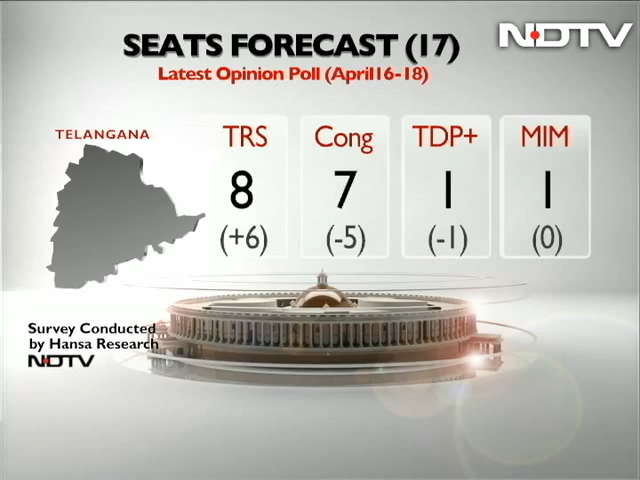 SEATS FORECAST (17)
NDTV
Latest Opinion Poll (April16-18)
TELANGANA
TRS Cong TDP+ MIM
8 7 1 1
(+6) (-5) (-1) (0)
Survey Conducted
by Hansa Research
NDTV